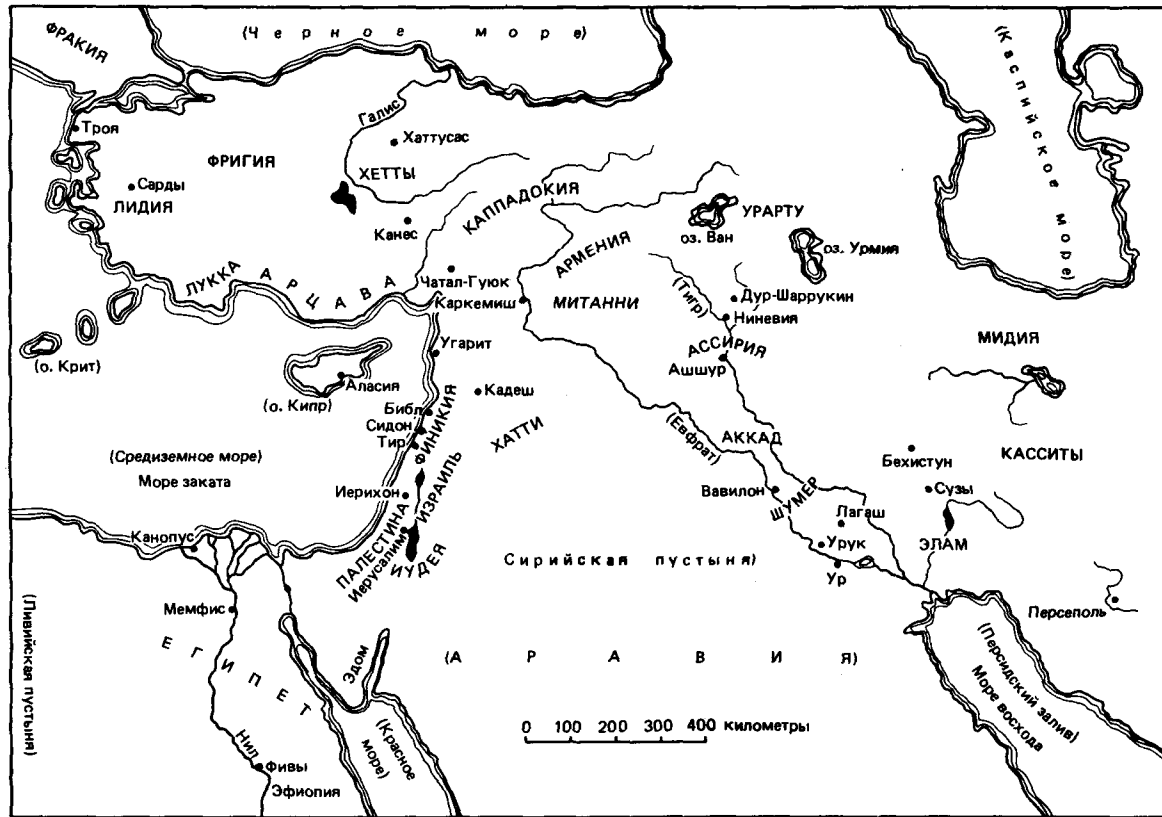 ФРАКИЯ
(Черное море)
(Каспийское море)
Троя
Галис
Хаттусас
ФРИГИЯ
ХЕТТЫ
Сарды
ЛИДИЯ
КАППАДОКИЯ
Канес
УРАРТУ
оз. Ван
оз. Урмия
АРМЕНИЯ
ЛУККА
АРЦАВА
Чатал-Гуюк
Каркемиш
МИТАННИ
(Тигр)
Дур-Шаррукин
Ниневия
АССИРИЯ
Ашшур
МИДИЯ
(о. Крит)
Угарит
Аласия
(о. Кипр)
Кадеш
Библ
Сидон
Тир
ФИНИКИЯ
ХАТТИ
(Евфрат)
АККАД
Бехистун
КАССИТЫ
(Средиземное море)
Море заката
Иерихон
ИЗРАИЛЬ
Вавилон
ШУМЕР
Сузы
Лагаш
Канопус
ПАЛЕСТИНА
Иерусалим
ИУДЕЯ
Урук
ЭЛАМ
Сирийская пустыня)
Ур
(Ливийская пустыня)
Мемфис
Персеполь
ЕГИПЕТ
Эдом
(АРАВИЯ)
(Персидский залив)
Море восхода
(Красное море)
0 100 200 300 400 километры
Нил
Фивы
Эфиопия